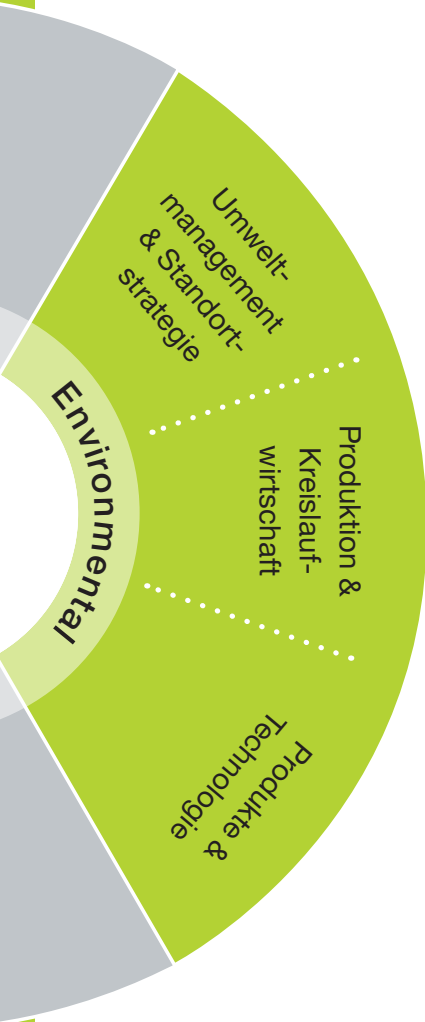 Umwelt-
management
& Standort-
strategie
Produktion &
Kreislauf-
wirtschaft
Produkte &
Technologie
Environmental